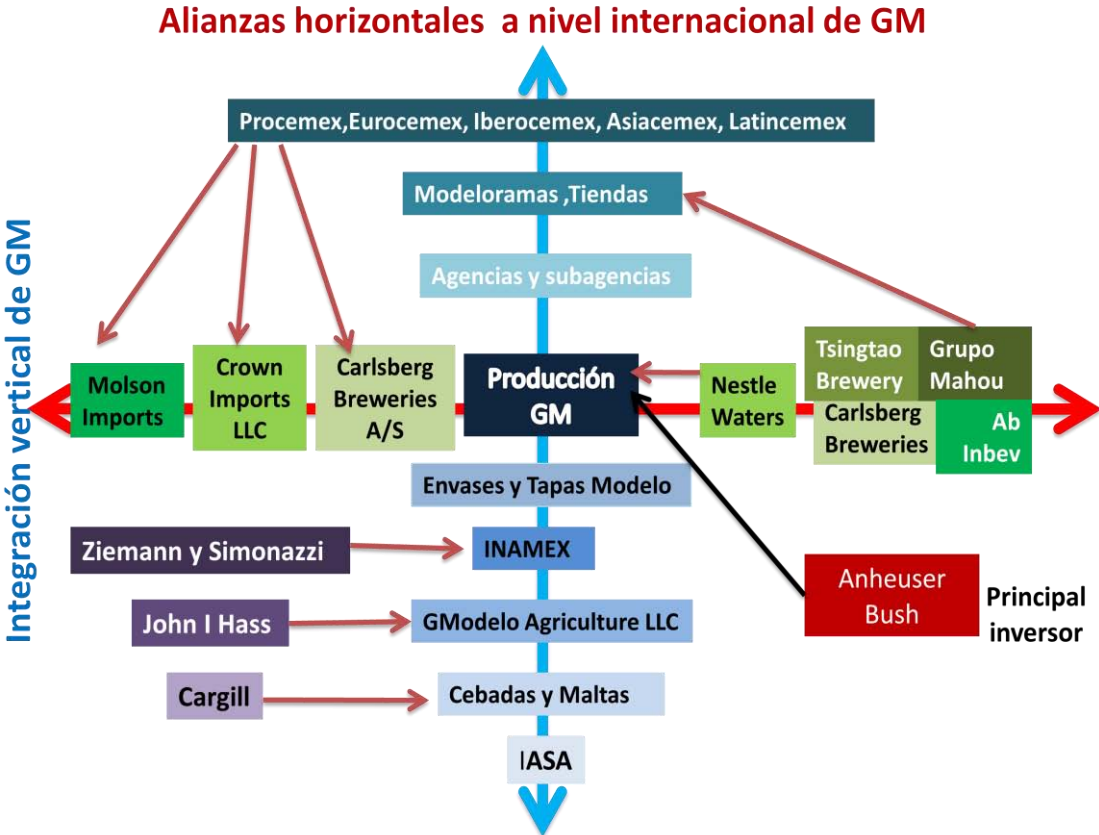 Alianzas horizontales a nivel internacional de GM
Integración vertical de GM
Procemex,Eurocemex, Iberocemex, Asiacemex, Latincemex
Modeloramas ,Tiendas
Agencias y subagencias
Molson
Imports
Crown
Imports
LLC
Carlsberg
Breweries
A/S
Producción
GM
Nestle
Waters
Tsingtao
Brewery
Grupo
Mahou
Carlsberg
Breweries
Ab
Inbev
Envases y Tapas Modelo
Ziemann y Simonazzi
INAMEX
John I Hass
GModelo Agriculture LLC
Cargill
Cebadas y Maltas
IASA
Anheuser
Bush
Principal
inversor